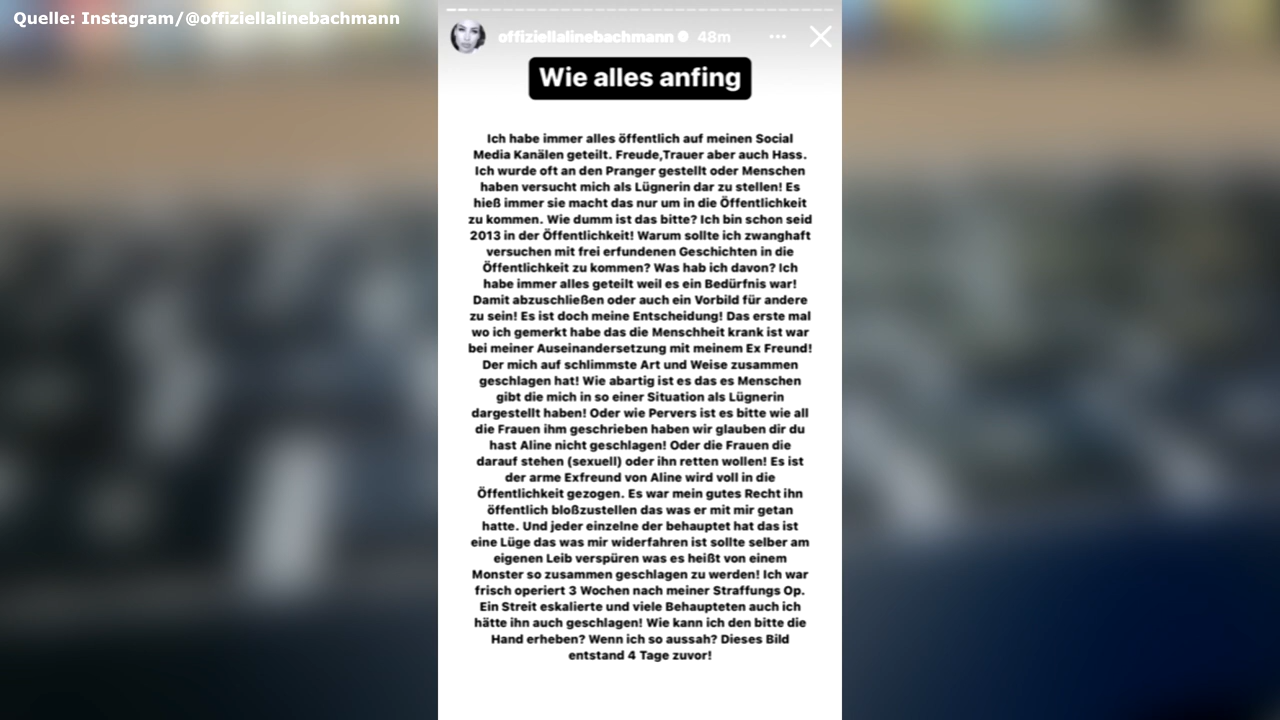 Quelle: Instagram/@offiziellalinebachmann
offiziellalinebachmann 48m
Wie alles anfing
Ich habe immer alles öffentlich auf meinen Social
Media Kanälen geteilt. Freude,Trauer aber auch Hass.
Ich wurde oft an den Pranger gestellt oder Menschen
haben versucht mich als Lügnerin dar zu stellen! Es
hieß immer sie macht das nur um in die Öffentlichkeit
zu kommen. Wie dumm ist das bitte? Ich bin schon seid
2013 in der Öffentlichkeit! Warum sollte ich zwanghaft
versuchen mit frei erfundenen Geschichten in die
Öffentlichkeit zu kommen? Was hab ich davon? Ich
habe immer alles geteilt weil es ein Bedürfnis war!
Damit abzuschließen oder auch ein Vorbild für andere
zu sein! Es ist doch meine Entscheidung! Das erste mal
wo ich gemerkt habe das die Menschheit krank ist war
bei meiner Auseinandersetzung mit meinem Ex Freund!
Der mich auf schlimmste Art und Weise zusammen
geschlagen hat! Wie abartig ist es das es Menschen
gibt die mich in so einer Situation als Lügnerin
dargestellt haben! Oder wie Pervers ist es bitte wie all
die Frauen ihm geschrieben haben wir glauben dir du
hast Aline nicht geschlagen! Oder die Frauen die
darauf stehen (sexuell) oder ihn retten wollen! Es ist
der arme Exfreund von Aline wird voll in die
Öffentlichkeit gezogen. Es war mein gutes Recht ihn
öffentlich bloßzustellen das was er mit mir getan
hatte. Und jeder einzelne der behauptet hat das ist
eine Lüge das was mir widerfahren ist sollte selber am
eigenen Leib verspüren was es heißt von einem
Monster so zusammen geschlagen zu werden! Ich war
frisch operiert 3 Wochen nach meiner Straffungs Op.
Ein Streit eskalierte und viele Behaupteten auch ich
hätte ihn auch geschlagen! Wie kann ich den bitte die
Hand erheben? Wenn ich so aussah? Dieses Bild
entstand 4 Tage zuvor!